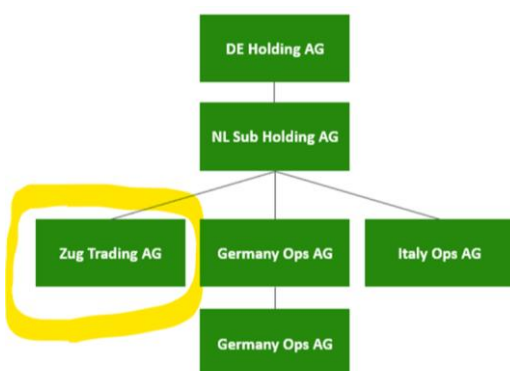 DE Holding AG
NL Sub Holding AG
Zug Trading AG
Germany Ops AG
Italy Ops AG
Germany Ops AG